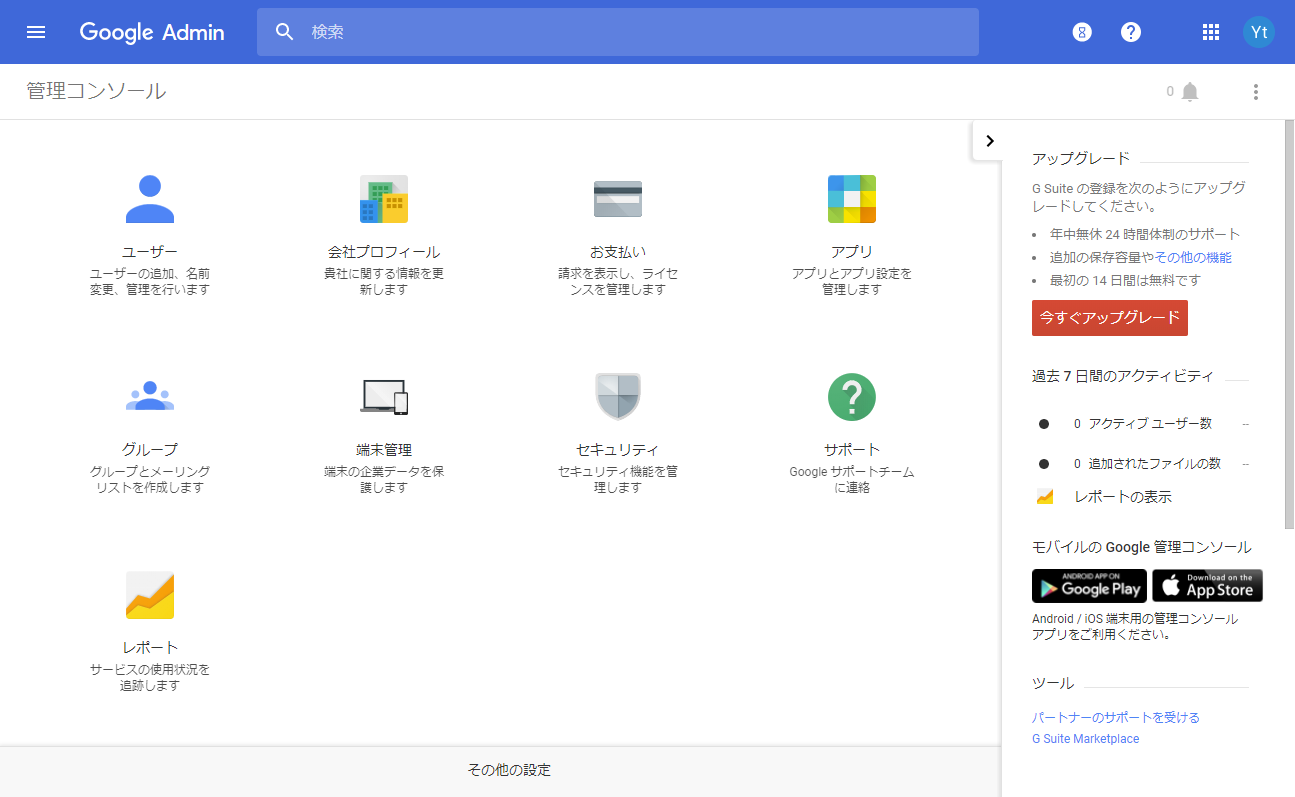 Google Admin
検索
Yt
管理コンソール
0
ユーザー
ユーザーの追加、名前
変更、管理を行います
会社プロフィール
貴社に関する情報を更
新します
お支払い
請求を表示し、ライセ
ンスを管理します
アプリ
アプリとアプリ設定を
管理します
グループ
グループとメーリング
リストを作成します
端末管理
端末の企業データを保
護します
セキュリティ
セキュリティ機能を管
理します
サポート
Google サポートチーム
に連絡
レポート
サービスの使用状況を
追跡します
その他の設定
アップグレード
G Suite の登録を次のようにアップグ
レードしてください。
• 年中無休 24 時間体制のサポート
• 追加の保存容量やその他の機能
• 最初の 14 日間は無料です
今すぐアップグレード
過去 7 日間のアクティビティ
0 アクティブ ユーザー数 --
0 追加されたファイルの数 --
レポートの表示
モバイルの Google 管理コンソール
ANDROID APP ON
Google Play
Download on the
App Store
Android / iOS 端末用の管理コンソール
アプリをご利用ください。
ツール
パートナーのサポートを受ける
G Suite Marketplace